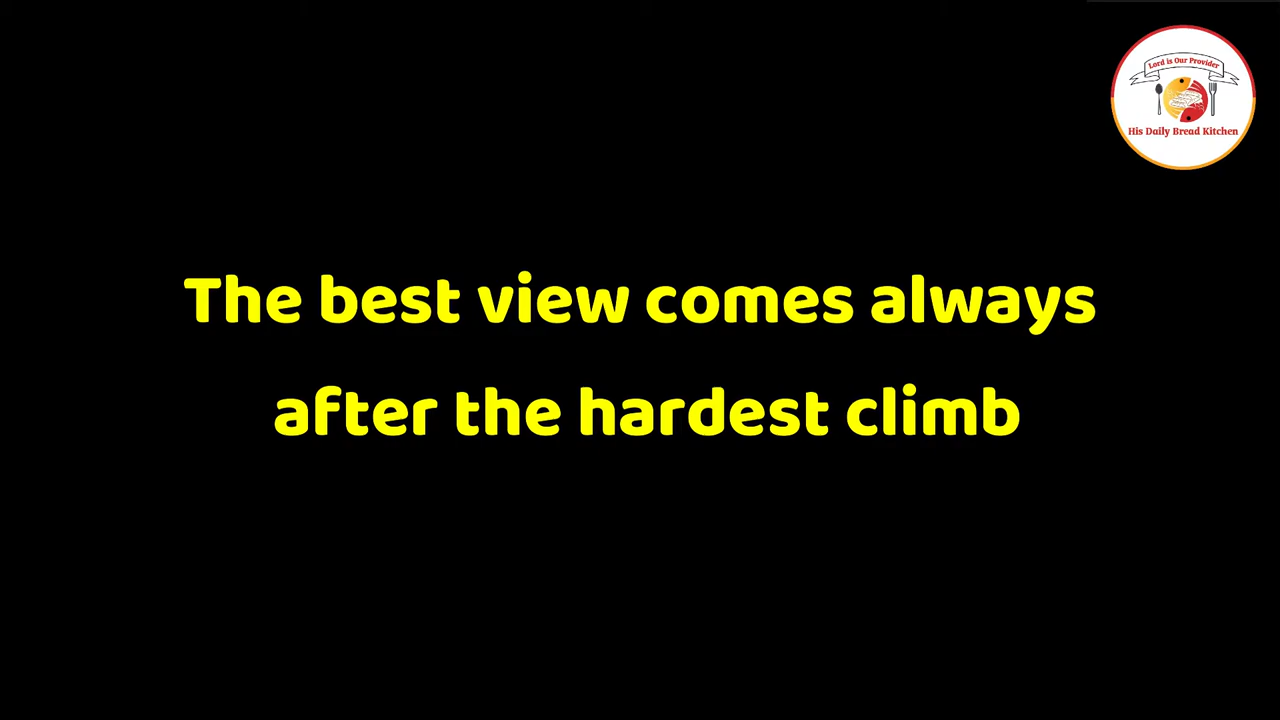 Lord is Our Provider
His Daily Bread Kitchen
The best view comes always
after the hardest climb